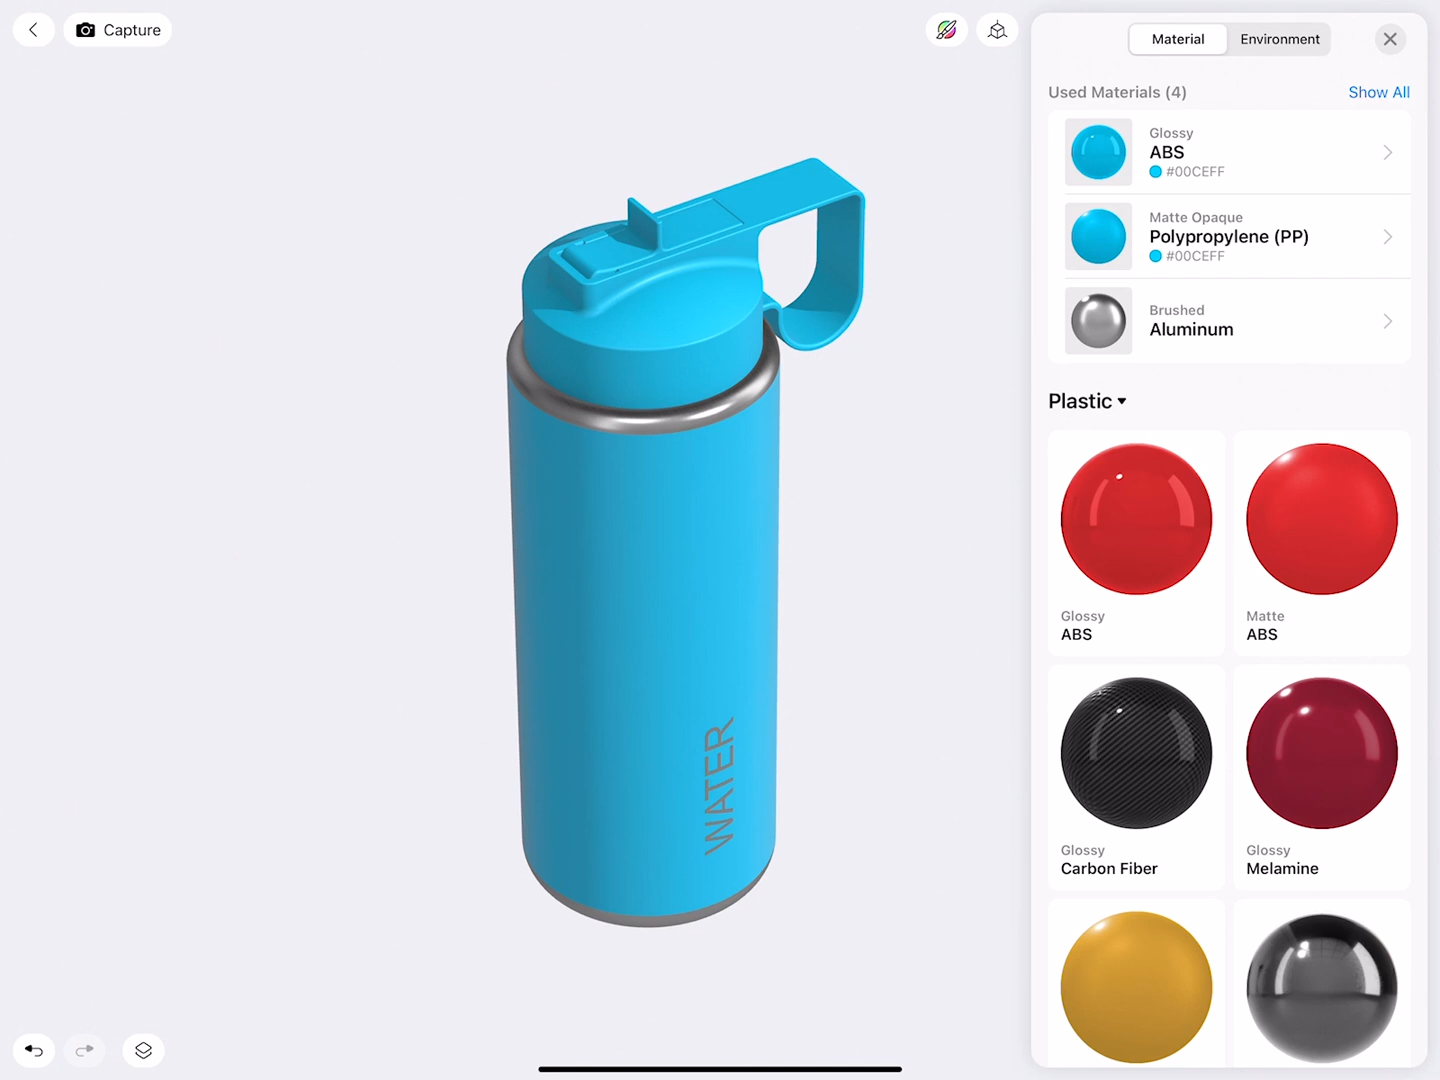 Capture
Material
Environment
Used Materials (4)
Show All
Glossy
ABS
#00CEFF
Matte Opaque
Polypropylene (PP)
#00CEFF
Brushed
Aluminum
Plastic
Glossy
ABS
Matte
ABS
Glossy
Carbon Fiber
Glossy
Melamine
WATER